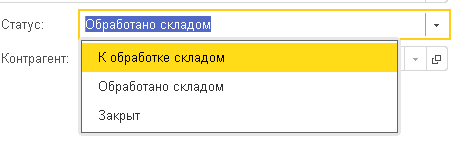 Статус: Обработано складом
Контрагент: К обработке складом
Обработано складом
Закрыт